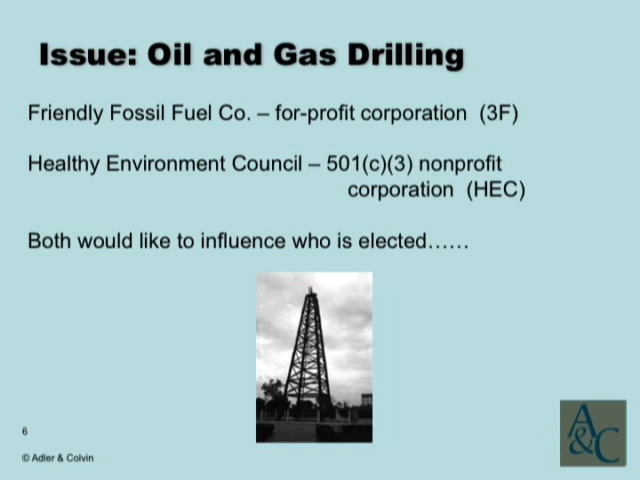 Issue: Oil and Gas Drilling
Friendly Fossil Fuel Co. – for-profit corporation  (3F)
Healthy Environment Council – 501(c)(3) nonprofit
corporation  (HEC)
Both would like to influence who is elected……
6
© Adler & Colvin
A&C